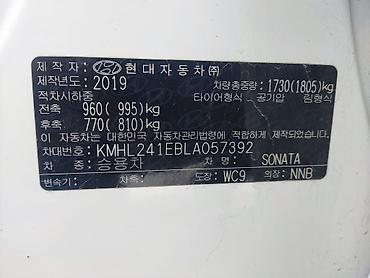 현대자동차㈜
제작년도: 2019 차량총중량: 1730(1805)kg
적차시하중 타이어형식 공기압 림형식
전축 960( 995)kg
후축 770( 810)kg
이 자동차는 대한민국 자동차관리법령에 적합하게 제작되었습니다.
차대번호: KMHL241EBLA057392
차종: 승용차 SONATA
변속기: 차축: 도장: WC9 의장: NNB